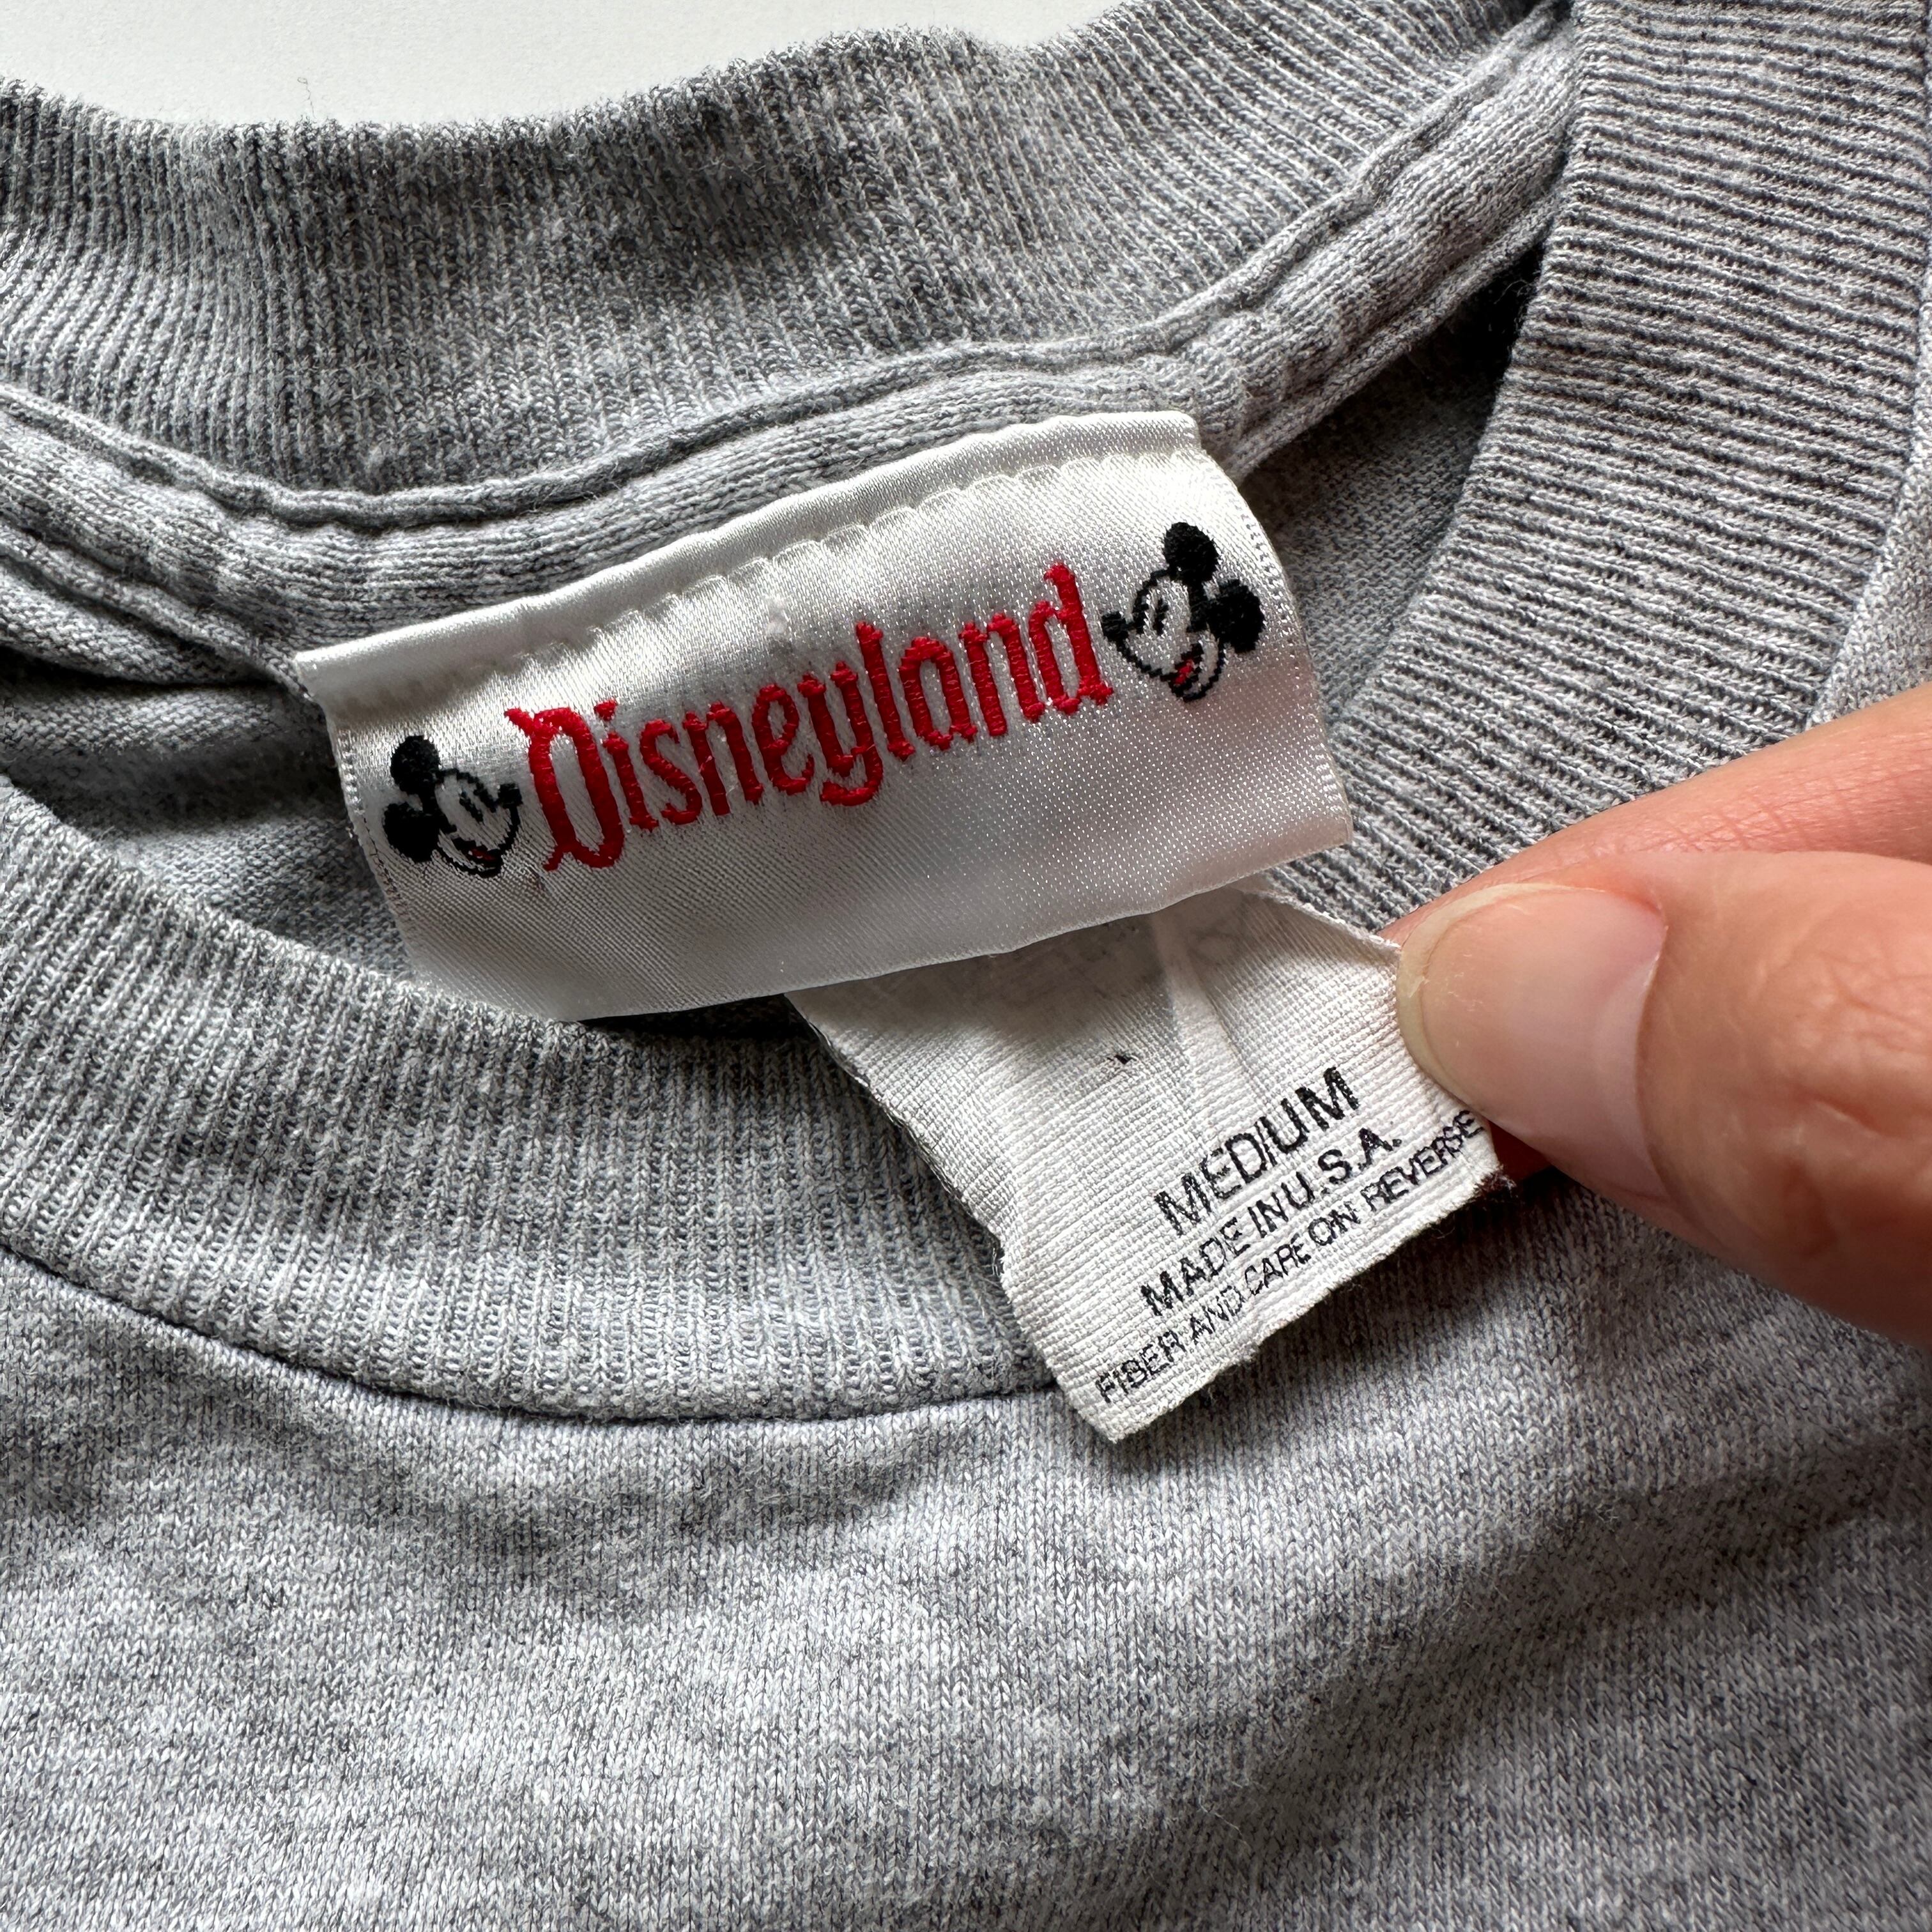 Disneyland
MEDIUM
MADE IN U.S.A.
FIBER AND CARE ON REVERSE